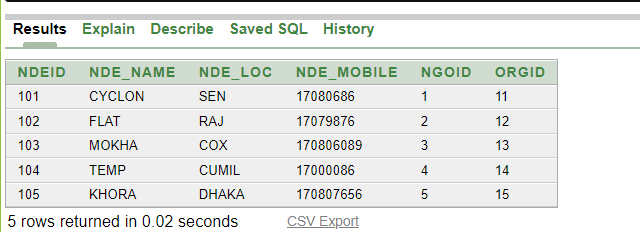 Results Explain Describe Saved SQL History
NDEID NDE_NAME NDE_LOC NDE_MOBILE NGOID ORGID
101 CYCLON SEN 17080686 1 11
102 FLAT RAJ 17079876 2 12
103 MOKHA COX 170806089 3 13
104 TEMP CUMIL 17000086 4 14
105 KHORA DHAKA 170807656 5 15
5 rows returned in 0.02 seconds CSV Export